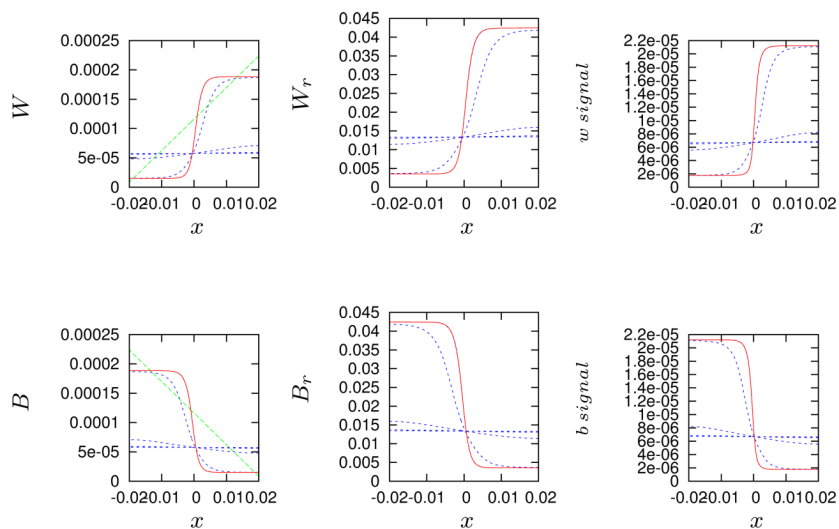 0.00025
0.0002
0.00015
0.0001
5e-05
0
W
-0.02
-0.01
0
0.01
0.02
x
0.045
0.04
0.035
0.03
0.025
0.02
0.015
0.01
0.005
0
W_r
-0.02
-0.01
0
0.01
0.02
x
2.2e-05
2e-05
1.8e-05
1.6e-05
1.4e-05
1.2e-05
1e-05
8e-06
6e-06
4e-06
2e-06
0
w signal
-0.02
-0.01
0
0.01
0.02
x
0.00025
0.0002
0.00015
0.0001
5e-05
0
B
-0.02
-0.01
0
0.01
0.02
x
0.045
0.04
0.035
0.03
0.025
0.02
0.015
0.01
0.005
0
B_r
-0.02
-0.01
0
0.01
0.02
x
2.2e-05
2e-05
1.8e-05
1.6e-05
1.4e-05
1.2e-05
1e-05
8e-06
6e-06
4e-06
2e-06
0
b signal
-0.02
-0.01
0
0.01
0.02
x